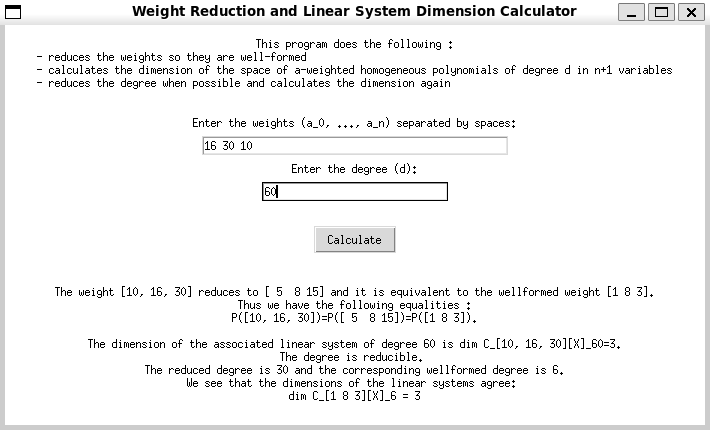 Weight Reduction and Linear System Dimension Calculator
This program does the following :
- reduces the weights so they are well-formed
- calculates the dimension of the space of a-weighted homogeneous polynomials of degree d in n+1 variables
- reduces the degree when possible and calculates the dimension again
Enter the weights (a_0, ..., a_n) separated by spaces:
16 30 10
Enter the degree (d):
60
Calculate
The weight [10, 16, 30] reduces to [ 5  8 15] and it is equivalent to the wellformed weight [1 8 3].
Thus we have the following equalities :
P([10, 16, 30])=P([ 5  8 15])=P([1 8 3]).
The dimension of the associated linear system of degree 60 is dim C_[10, 16, 30][X]_60=3.
The degree is reducible.
The reduced degree is 30 and the corresponding wellformed degree is 6.
We see that the dimensions of the linear systems agree:
dim C_[1 8 3][X]_6 = 3